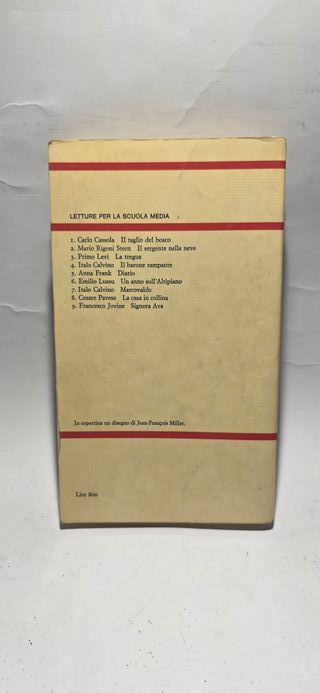 LETTURE PER LA SCUOLA MEDIA
1. Carlo Cassola Il taglio del bosco
2. Mario Rigoni Stern Il sergente nella neve
3. Primo Levi La tregua
4. Italo Calvino Il barone rampante
5. Anna Frank Diario
6. Emilio Lussu Un anno sull'Altipiano
7. Italo Calvino Marcovaldo
8. Cesare Pavese La casa in collina
9. Francesco Jovine Signora Ava
In copertina un disegno di Jean-François Millet.
Lire 800